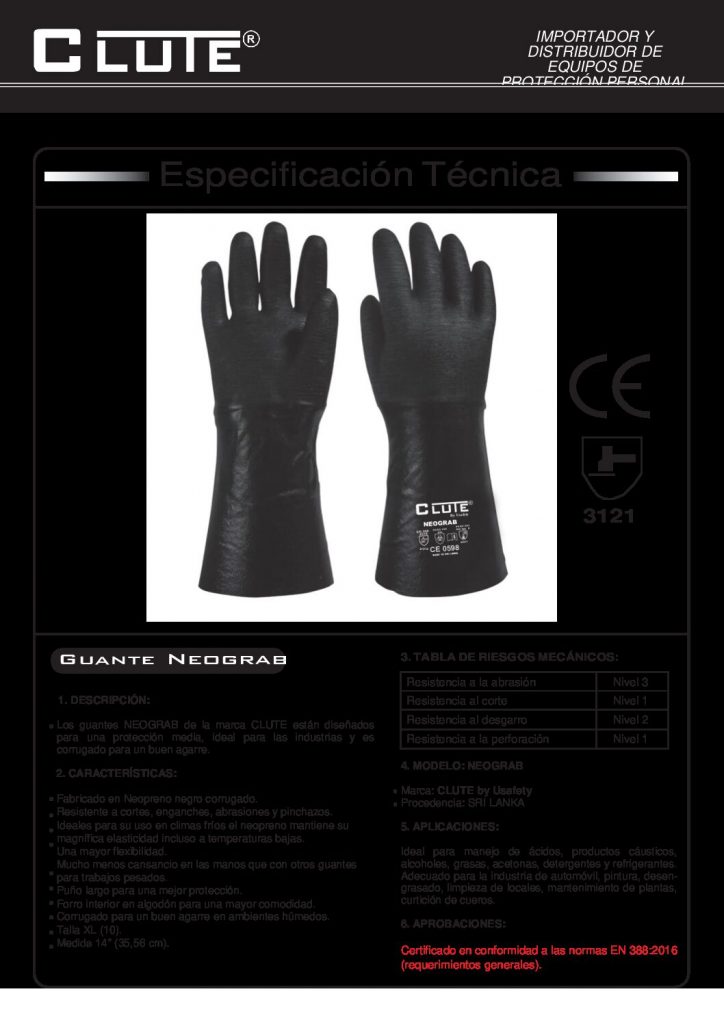 CLUTE®
IMPORTADOR Y
DISTRIBUIDOR DE
EQUIPOS DE
PROTECCIÓN PERSONAL
Especificación Técnica
CLUTE®
NEOGRAB
CE 0598
CE
3121
GUANTE NEOGRAB
1. DESCRIPCIÓN:
Los guantes NEOGRAB de la marca CLUTE están diseñados
para una protección media, ideal para las industrias y es
corrugado para un buen agarre.
2. CARACTERÍSTICAS:
Fabricado en Neopreno negro corrugado.
Resistente a cortes, enganches, abrasiones y pinchazos.
Ideales para su uso en climas fríos el neopreno mantiene su
magnífica elasticidad incluso a temperaturas bajas.
Una mayor flexibilidad.
Mucho menos cansancio en las manos que con otros guantes
para trabajos pesados.
Puño largo para una mejor protección.
Forro interior en algodón para una mayor comodidad.
Corrugado para un buen agarre en ambientes húmedos.
Talla XL (10).
Medida 14" (35,56 cm).
3. TABLA DE RIESGOS MECÁNICOS:
Resistencia a la abrasión Nivel 3
Resistencia al corte Nivel 1
Resistencia al desgarro Nivel 2
Resistencia a la perforación Nivel 1
4. MODELO: NEOGRAB
Marca: CLUTE by Usafety
Procedencia: SRI LANKA
5. APLICACIONES:
Ideal para manejo de ácidos, productos cáusticos,
alcoholes, grasas, acetonas, detergentes y refrigerantes.
Adecuado para la industria de automóvil, pintura, desen-
grasado, limpieza de locales, mantenimiento de plantas,
curtición de cueros.
6. APROBACIONES:
Certificado en conformidad a las normas EN 388:2016
(requerimientos generales).